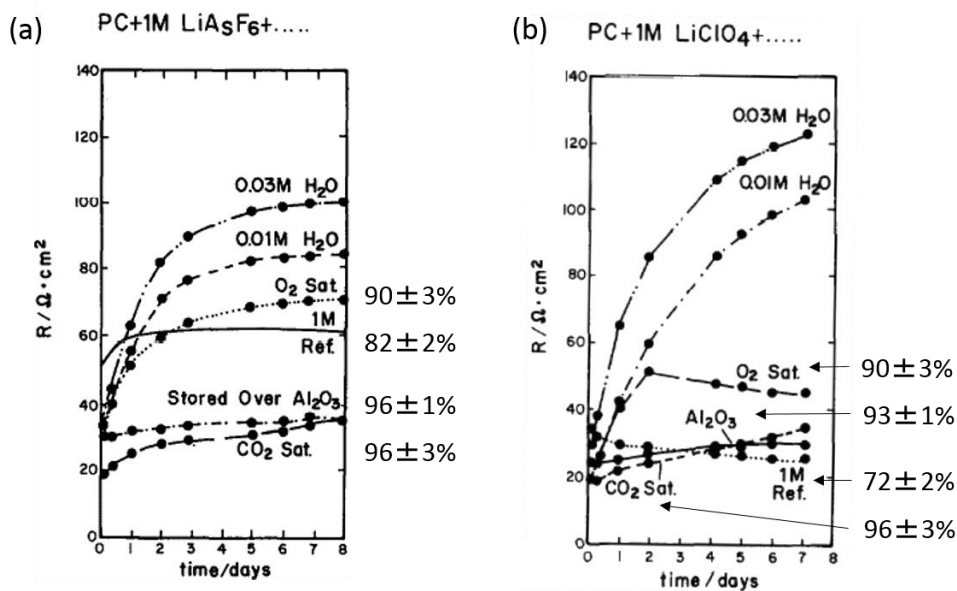 (a)
PC+1M LiAsF6+.....
140
120
100
80
60
40
20
0
R/Ω·cm2
0.03M H2O
0.01M H2O
O2 Sat.
1M
Ref.
Stored Over Al2O3
CO2 Sat.
90±3%
82±2%
96±1%
96±3%
0 1 2 3 4 5 6 7 8
time/days
(b)
PC+1M LiClO4+.....
140
120
100
80
60
40
20
0
R/Ω·cm2
0.03M H2O
0.01M H2O
O2 Sat.
Al2O3
1M
Ref.
CO2 Sat.
90±3%
93±1%
72±2%
96±3%
0 1 2 3 4 5 6 7 8
time/days